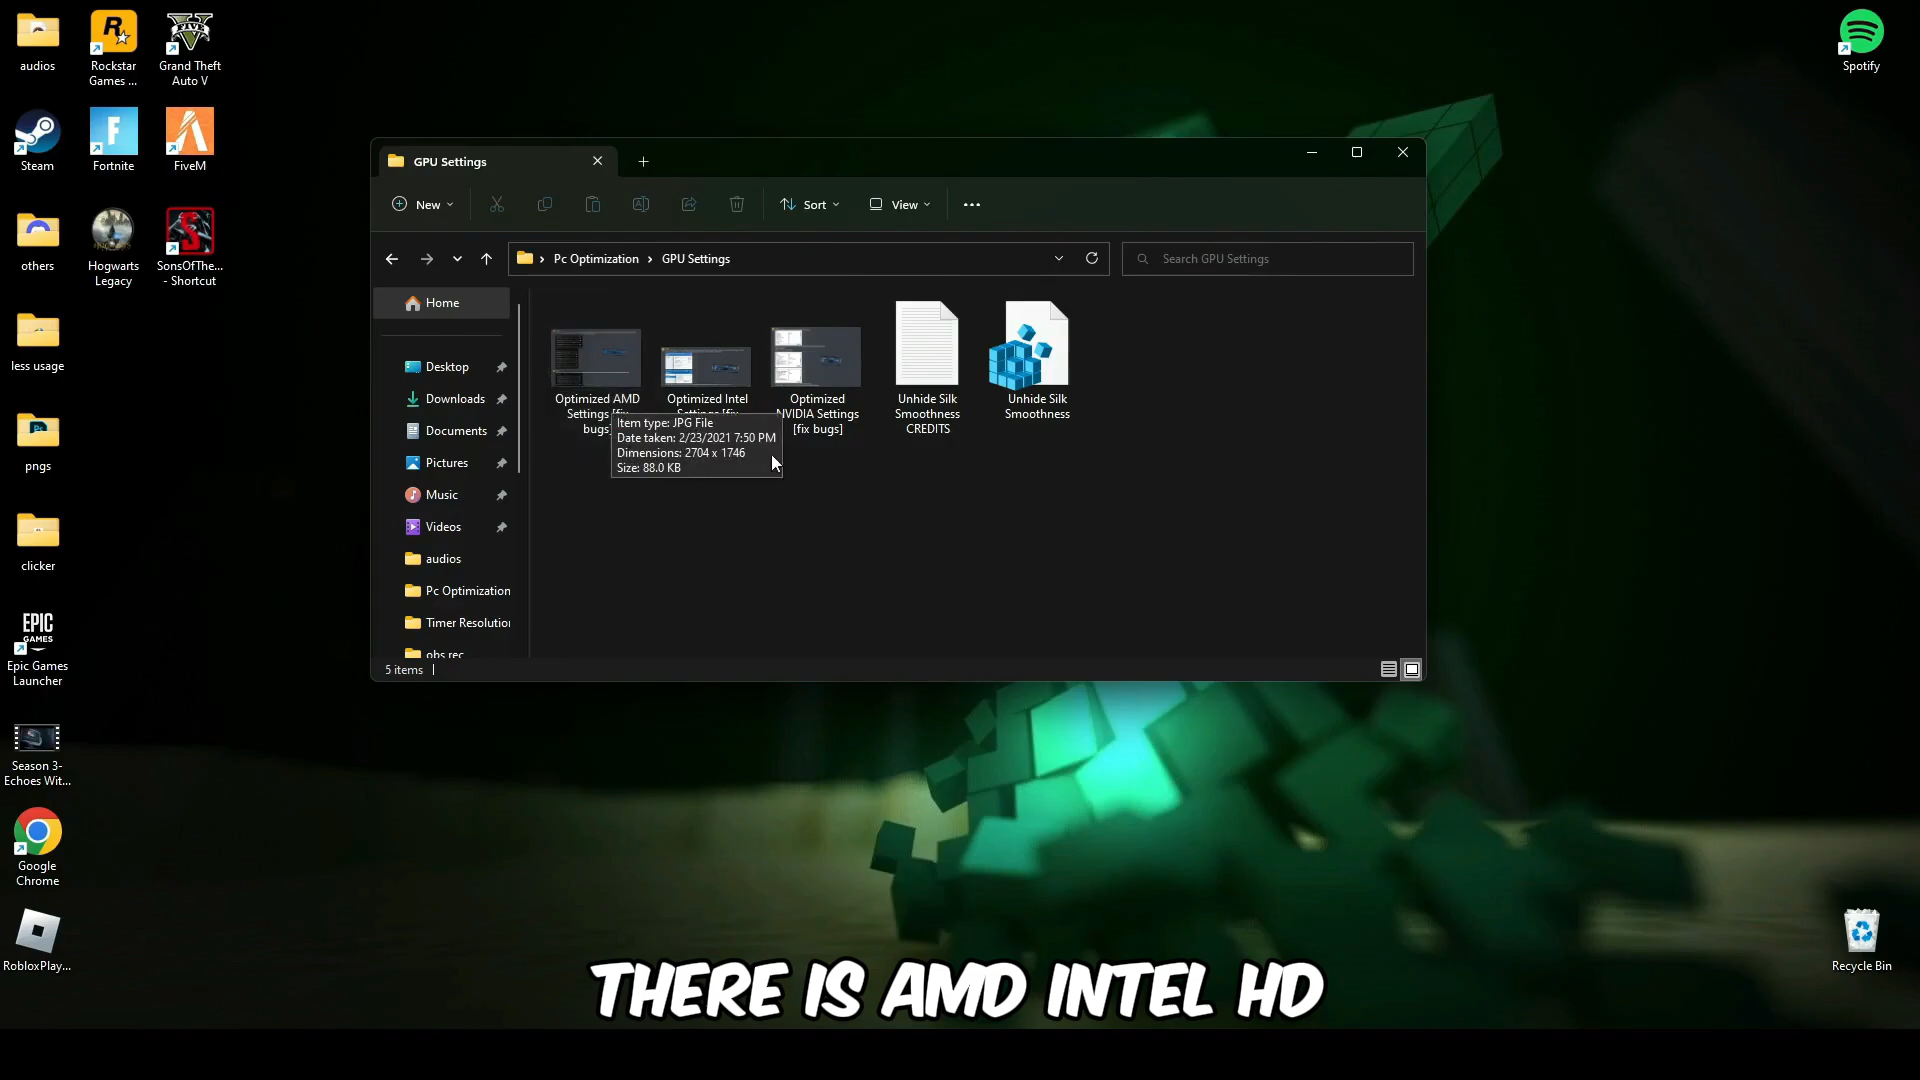 audios
Rockstar
Games ...
Grand Theft
Auto V
Spotify
Steam
Fortnite
FiveM
others
Hogwarts
Legacy
SonsOfThe...
- Shortcut
less usage
pngs
clicker
EPIC
GAMES
Epic Games
Launcher
Season 3-
Echoes Wit...
Google
Chrome
RobloxPlay...
Recycle Bin
GPU Settings
New
Sort
View
Pc Optimization > GPU Settings
Search GPU Settings
Home
Desktop
Downloads
Documents
Pictures
Music
Videos
audios
Pc Optimization
Timer Resolutio
obs rec
Optimized AMD
Settings [fix
bugs]
Optimized Intel
Settings [fix
Optimized
NVIDIA Settings
[fix bugs]
Unhide Silk
Smoothness
CREDITS
Unhide Silk
Smoothness
Item type: JPG File
Date taken: 2/23/2021 7:50 PM
Dimensions: 2704 x 1746
Size: 88.0 KB
5 items
THERE IS AMD INTEL HD